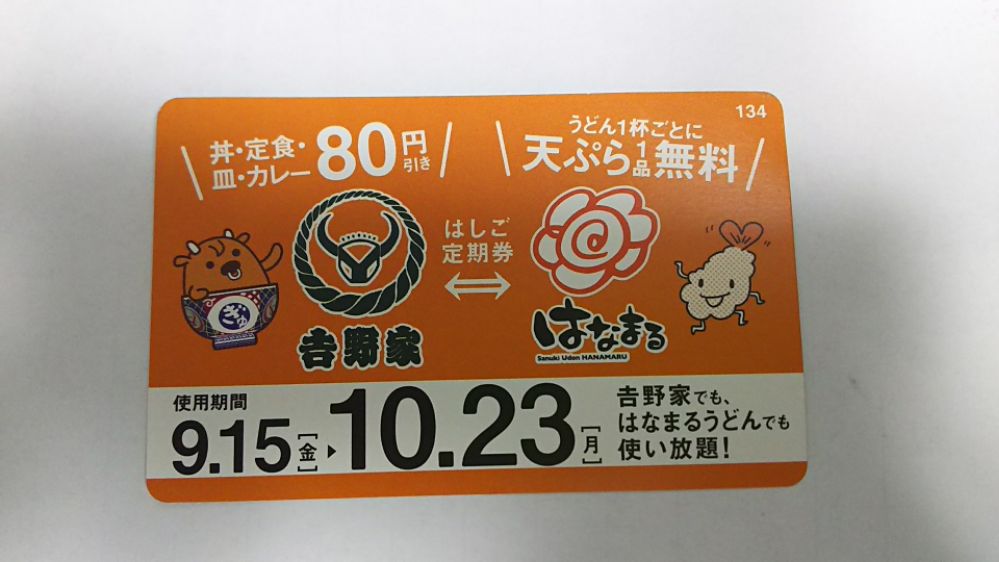 134
丼・定食・
皿・カレー80円引き
うどん1杯ごとに
天ぷら1品無料
はしご
定期券
ぎゅ
吉野家
はなまる
Sanuki Udon HANAMARU
使用期間
9.15[金]▶10.23[月]
吉野家でも、
はなまるうどんでも
使い放題!